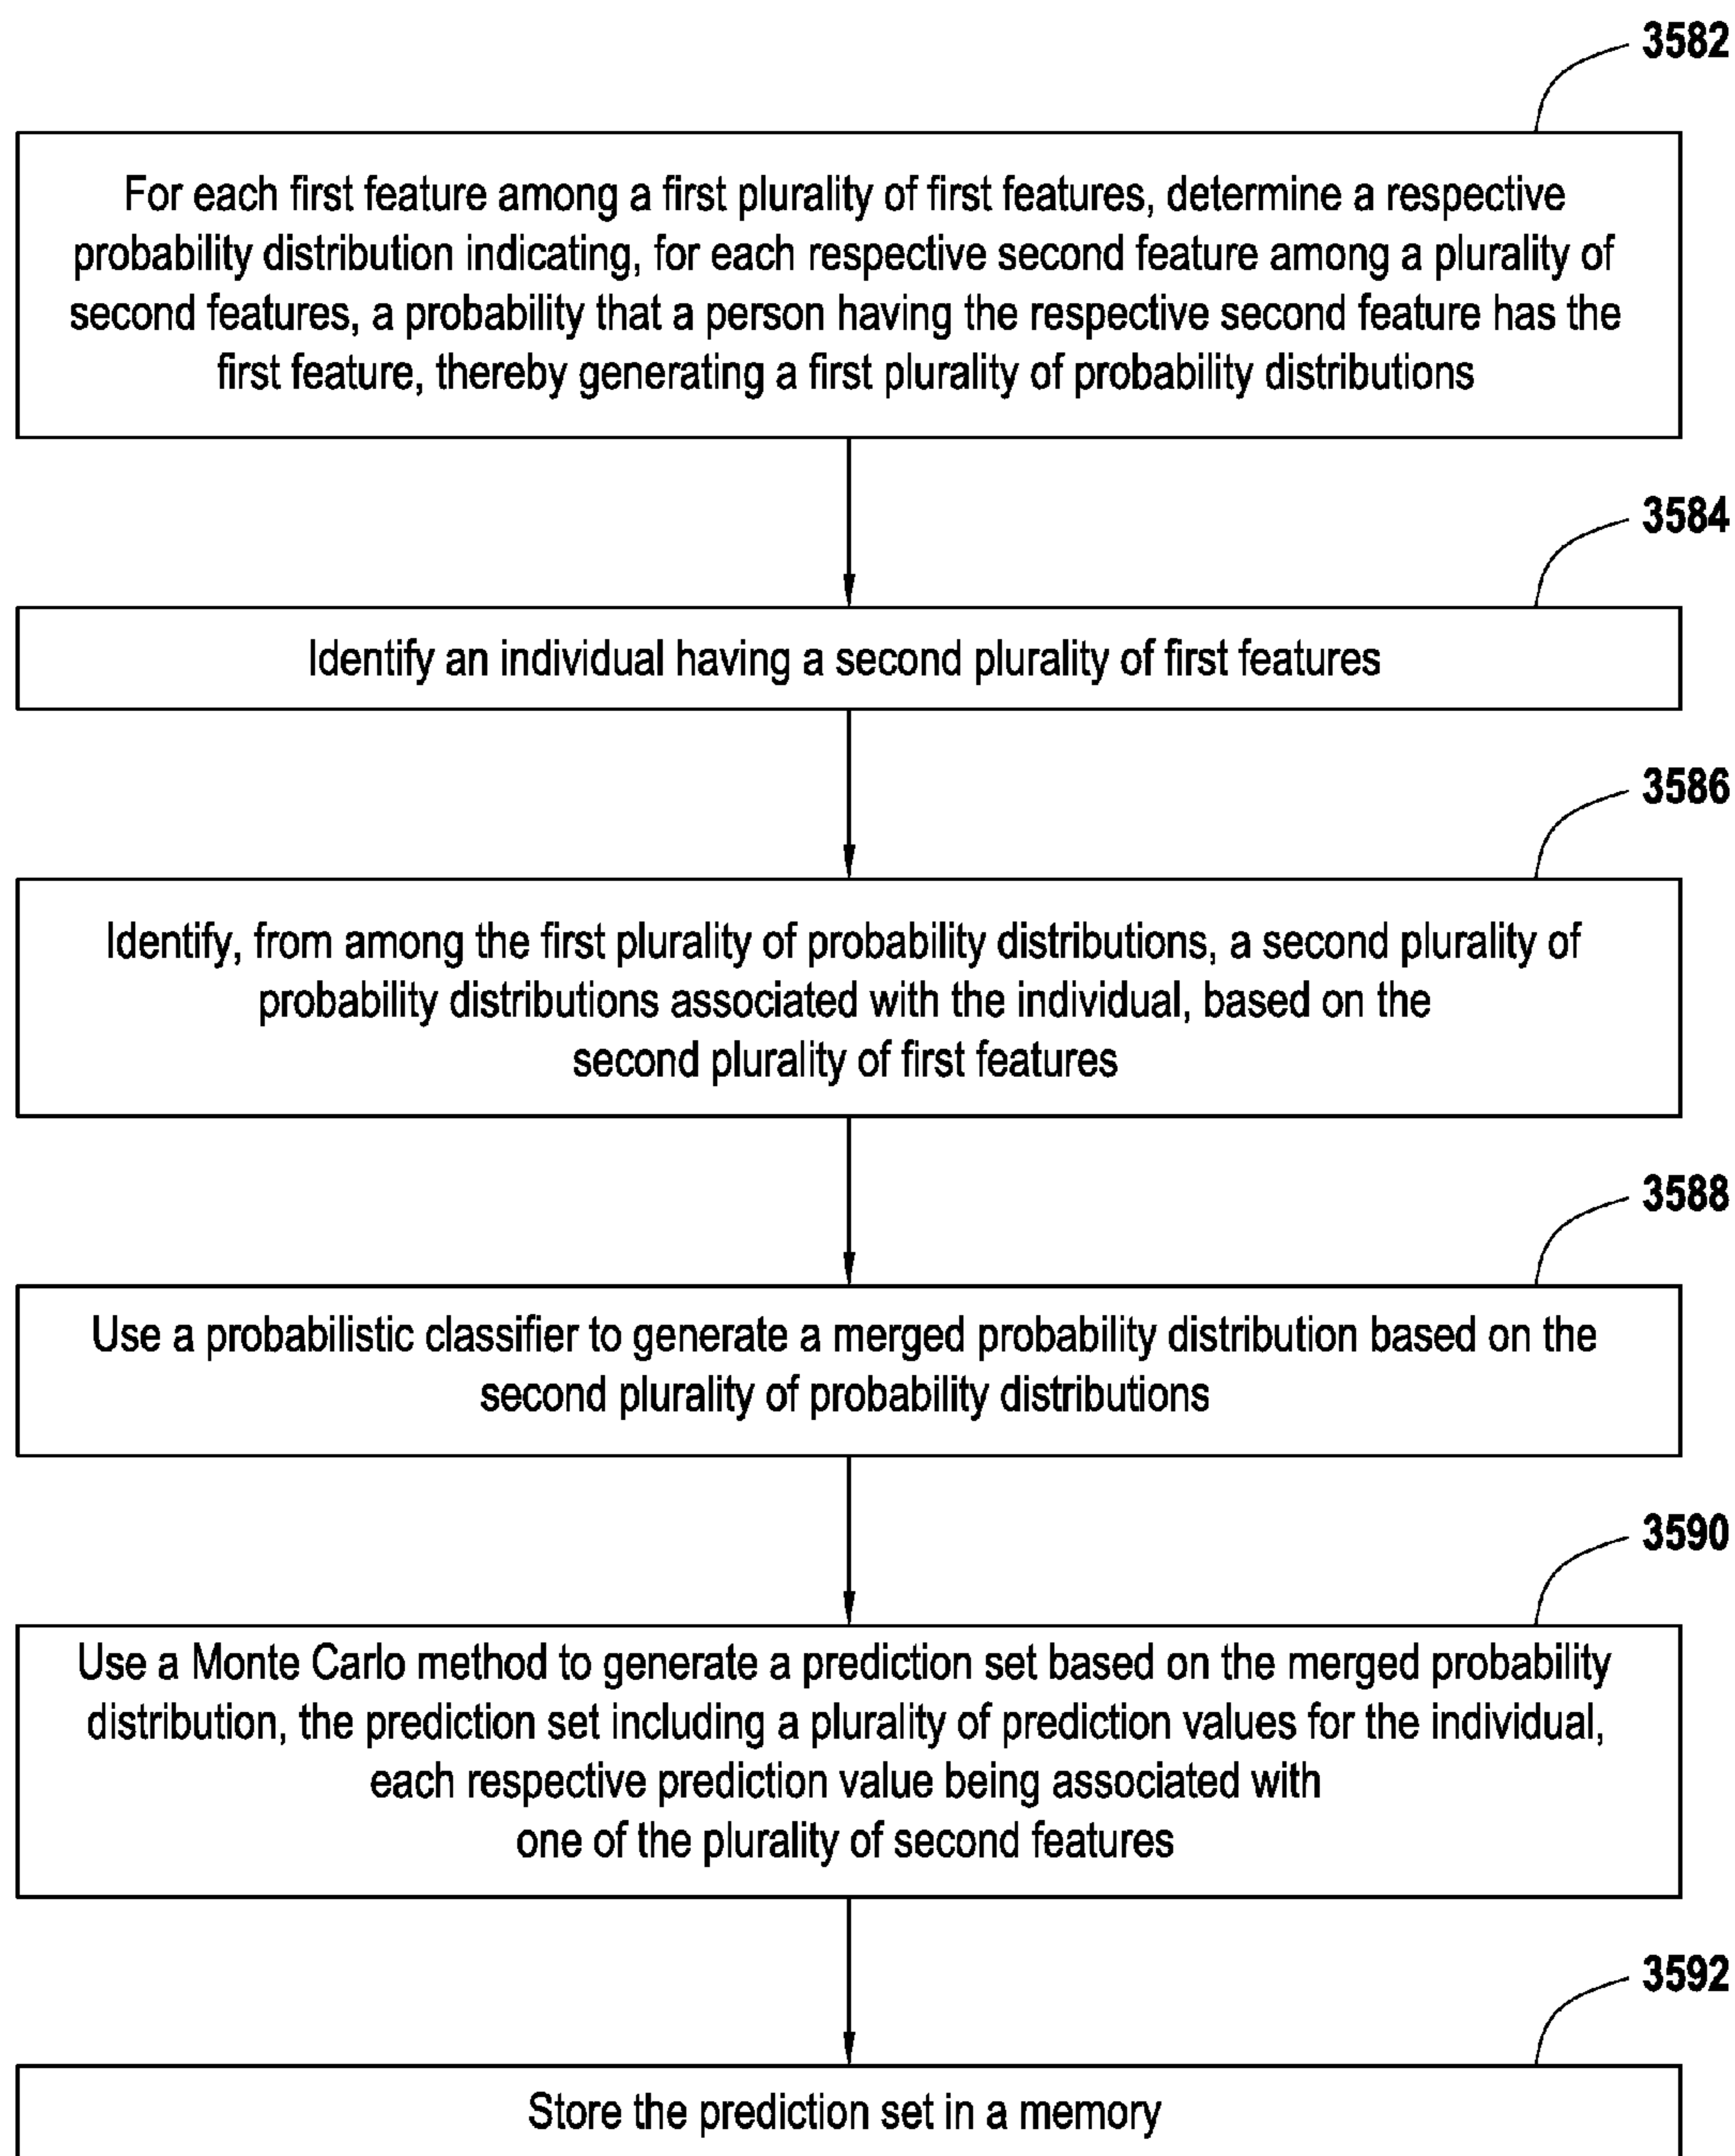 3582
For each first feature among a first plurality of first features, determine a respective
probability distribution indicating, for each respective second feature among a plurality of
second features, a probability that a person having the respective second feature has the
first feature, thereby generating a first plurality of probability distributions
3584
Identify an individual having a second plurality of first features
3586
Identify, from among the first plurality of probability distributions, a second plurality of
probability distributions associated with the individual, based on the
second plurality of first features
3588
Use a probabilistic classifier to generate a merged probability distribution based on the
second plurality of probability distributions
3590
Use a Monte Carlo method to generate a prediction set based on the merged probability
distribution, the prediction set including a plurality of prediction values for the individual,
each respective prediction value being associated with
one of the plurality of second features
3592
Store the prediction set in a memory